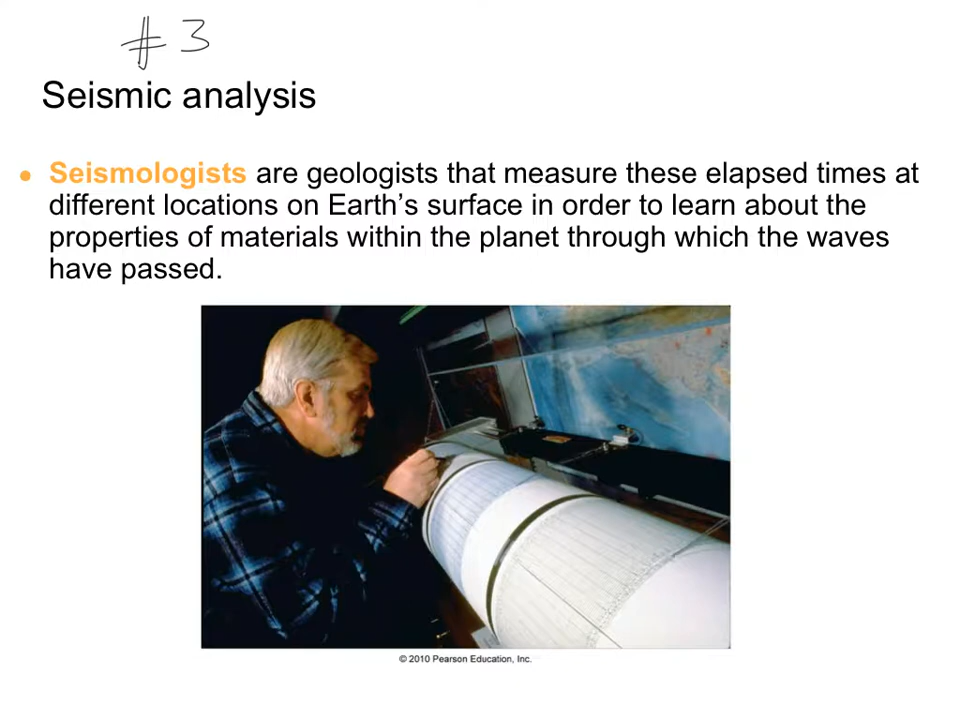 # 3
Seismic analysis
• Seismologists are geologists that measure these elapsed times at
different locations on Earth's surface in order to learn about the
properties of materials within the planet through which the waves
have passed.
© 2010 Pearson Education, Inc.